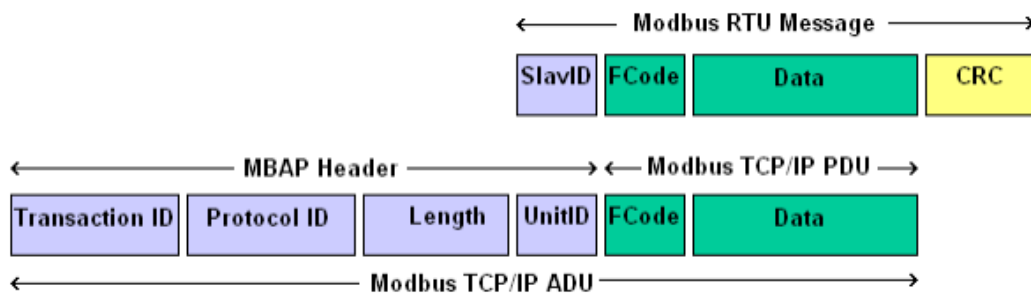 Modbus RTU Message
SlavID FCode Data CRC
MBAP Header Modbus TCP/IP PDU
Transaction ID Protocol ID Length UnitID FCode Data
Modbus TCP/IP ADU